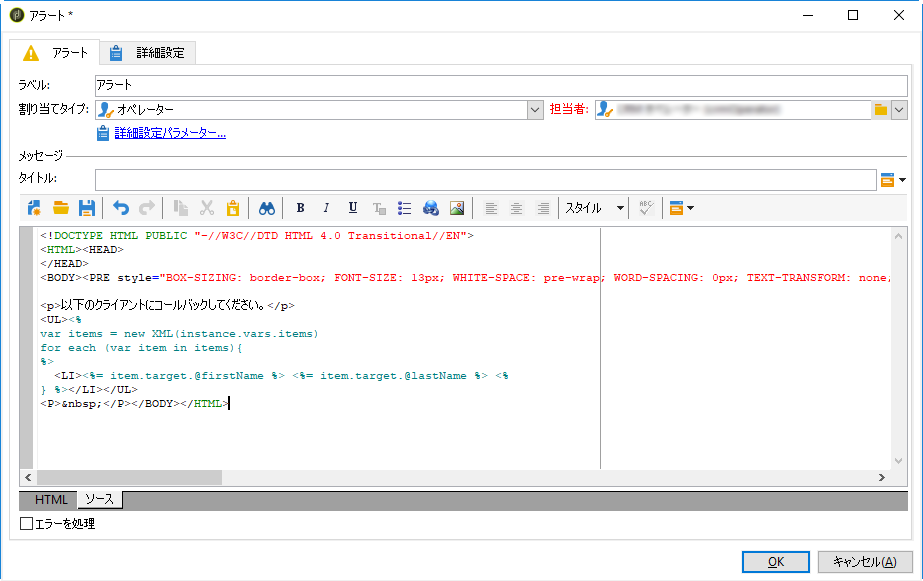 アラート *
アラート 詳細設定
ラベル: アラート
割り当てタイプ: オペレーター 担当者:
詳細設定パラメーター...
メッセージ
タイトル:
B I U スタイル ABC
<!DOCTYPE HTML PUBLIC "-//W3C//DTD HTML 4.0 Transitional//EN">
<HTML><HEAD>
</HEAD>
<BODY><PRE style="BOX-SIZING: border-box; FONT-SIZE: 13px; WHITE-SPACE: pre-wrap; WORD-SPACING: 0px; TEXT-TRANSFORM: none;
<p>以下のクライアントにコールバックしてください。</p>
<UL><%
var items = new XML(instance.vars.items)
for each (var item in items){
%>
<LI><%= item.target.@firstName %> <%= item.target.@lastName %> <%
} %></LI></UL>
<P>&nbsp;</P></BODY></HTML>
HTML ソース
エラーを処理
OK キャンセル(A)